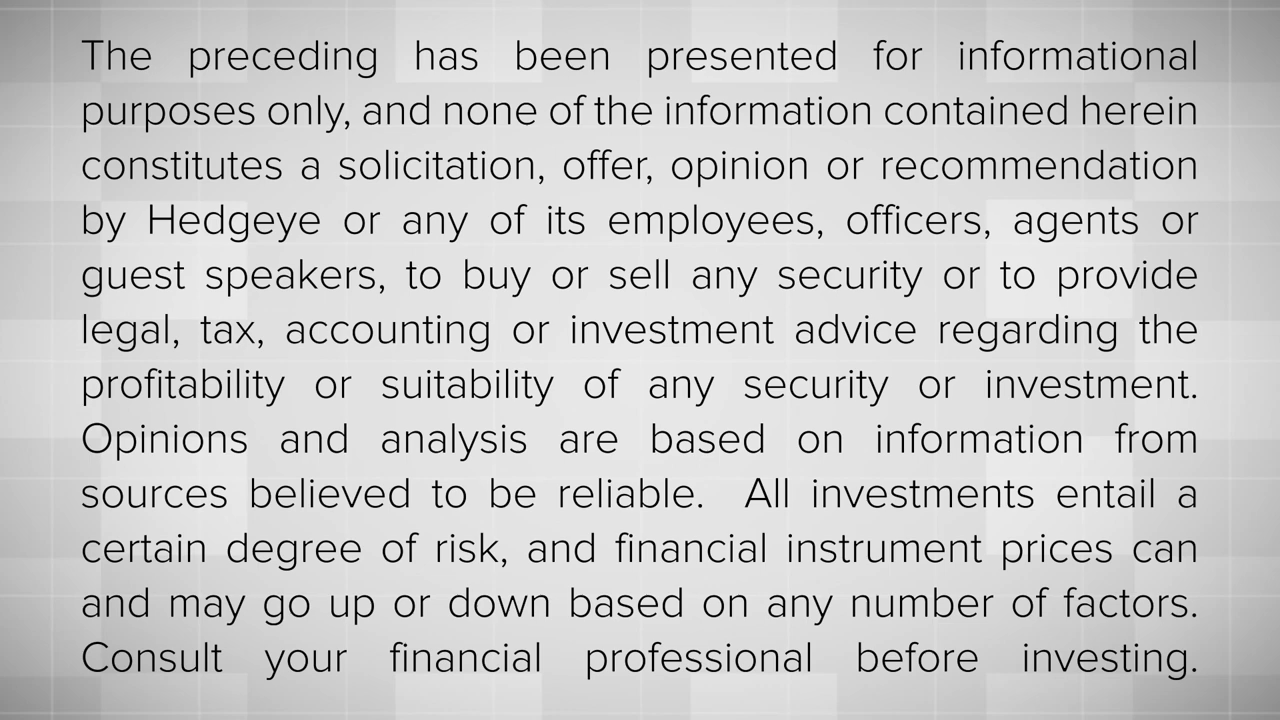 The preceding has been presented for informational
purposes only, and none of the information contained herein
constitutes a solicitation, offer, opinion or recommendation
by Hedgeye or any of its employees, officers, agents or
guest speakers, to buy or sell any security or to provide
legal, tax, accounting or investment advice regarding the
profitability or suitability of any security or investment.
Opinions and analysis are based on information from
sources believed to be reliable.  All investments entail a
certain degree of risk, and financial instrument prices can
and may go up or down based on any number of factors.
Consult your financial professional before investing.